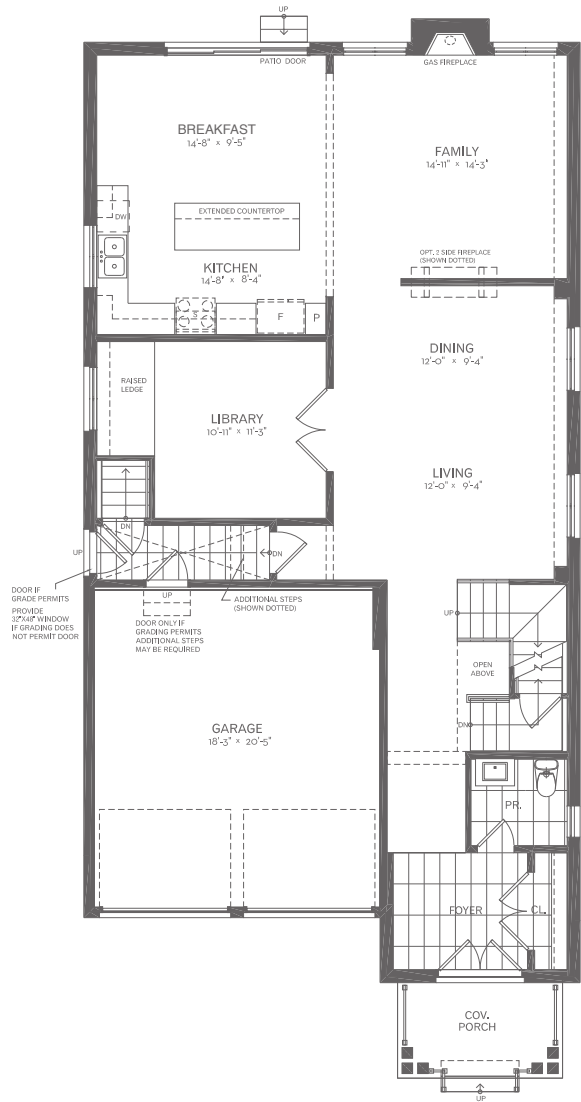 UP
PATIO DOOR
GAS FIREPLACE
BREAKFAST
14'-8" x 9'-5"
FAMILY
14'-11" x 14'-3"
DW
EXTENDED COUNTERTOP
OPT. 2 SIDE FIREPLACE
(SHOWN DOTTED)
KITCHEN
14'-8" x 8'-4"
S
F
P
DINING
12'-0" x 9'-4"
RAISED
LEDGE
LIBRARY
10'-11" x 11'-3"
LIVING
12'-0" x 9'-4"
DN
UP
DN
DOOR IF
GRADE PERMITS
PROVIDE
32"X48" WINDOW
IF GRADING DOES
NOT PERMIT DOOR
UP
ADDITIONAL STEPS
(SHOWN DOTTED)
DOOR ONLY IF
GRADING PERMITS
ADDITIONAL STEPS
MAY BE REQUIRED
UP
OPEN
ABOVE
DN
GARAGE
18'-3" x 20'-5"
PR.
FOYER
CL.
COV.
PORCH
UP